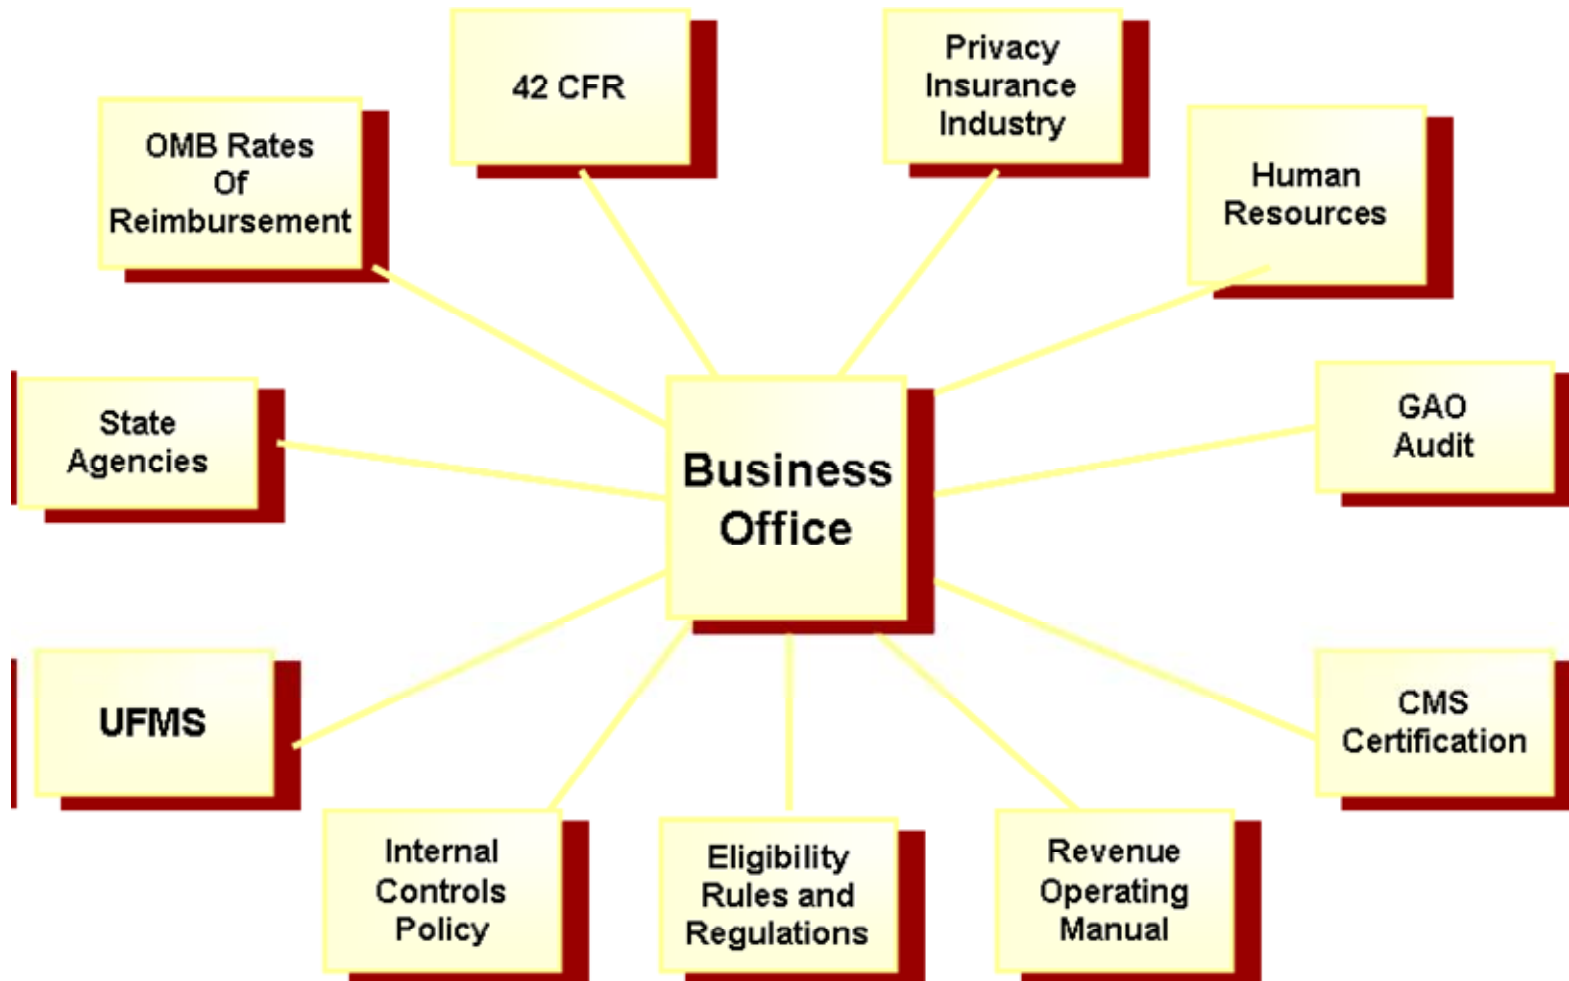 42 CFR
Privacy
Insurance
Industry
OMB Rates
Of
Reimbursement
Human
Resources
State
Agencies
GAO
Audit
Business
Office
UFMS
CMS
Certification
Internal
Controls
Policy
Eligibility
Rules and
Regulations
Revenue
Operating
Manual